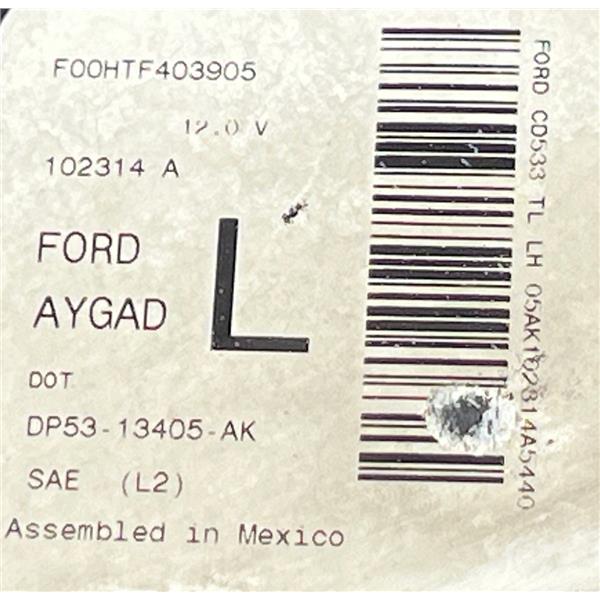 F00HTF403905
12.0 V
102314 A
FORD
AYGAD
L
DOT
DP53-13405-AK
SAE (L2)
Assembled in Mexico
FORD CD533 TL LH 05AK102314A5440